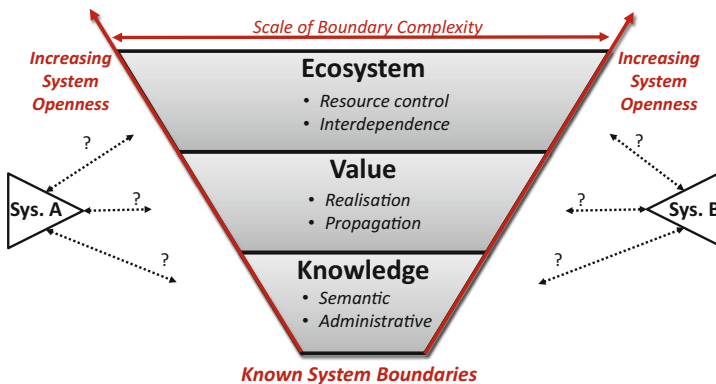 Scale of Boundary Complexity
Increasing
System
Openness
Increasing
System
Openness
Ecosystem
• Resource control
• Interdependence
?
?
Value
• Realisation
• Propagation
Sys. A
?
?
Sys. B
?
?
Knowledge
• Semantic
• Administrative
Known System Boundaries